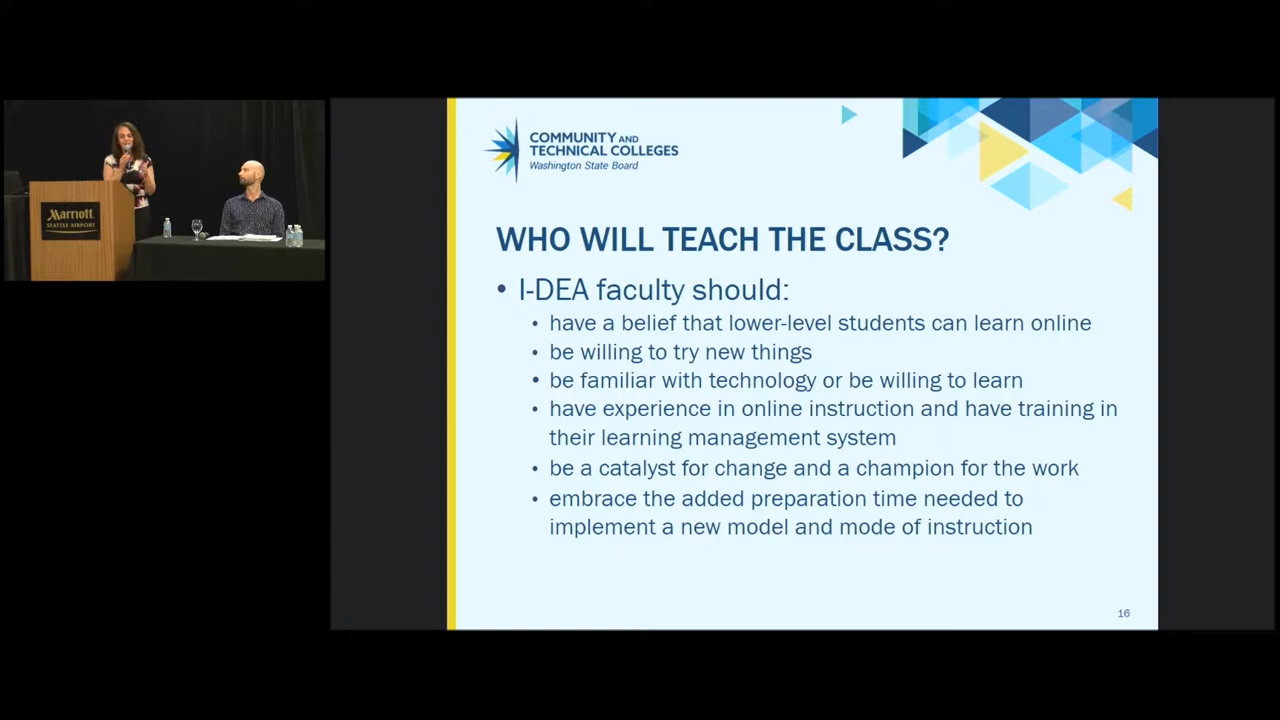 Marriott
SEATTLE AIRPORT
COMMUNITY AND
TECHNICAL COLLEGES
Washington State Board
WHO WILL TEACH THE CLASS?
• I-DEA faculty should:
• have a belief that lower-level students can learn online
• be willing to try new things
• be familiar with technology or be willing to learn
• have experience in online instruction and have training in
their learning management system
• be a catalyst for change and a champion for the work
• embrace the added preparation time needed to
implement a new model and mode of instruction
16